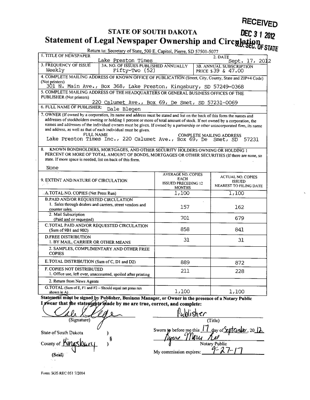 RECEIVED
DEC 31 2012
SEC. OF STATE
STATE OF SOUTH DAKOTA
Statement of Legal Newspaper Ownership and Circulation
Return to: Secretary of State, 500 E. Capitol, Pierre, SD 57501-5077
1. TITLE OF NEWSPAPER
Lake Preston Times
2. DATE
Sept. 17, 2012
3. FREQUENCY OF ISSUE
Weekly
3A. NO. OF ISSUES PUBLISHED ANNUALLY
Fifty-Two (52)
3B. ANNUAL SUBSCRIPTION
PRICE $39 & 47.00
4. COMPLETE MAILING ADDRESS OF KNOWN OFFICE OF PUBLICATION (Street, City, County, State and ZIP+4 Code)
(Not printers)
301 N. Main Ave., Box 368, Lake Preston, Kingsbury, SD 57249-0368
5. COMPLETE MAILING ADDRESS OF THE HEADQUARTERS OR GENERAL BUSINESS OFFICES OF THE
PUBLISHER (Not printers)
220 Calumet Ave., Box 69, De Smet, SD 57231-0069
6. FULL NAME OF PUBLISHER:
Dale Blegen
7. OWNER (If owned by a corporation, its name and address must be stated and list on the back of this form the names and
addresses of stockholders owning or holding 1 percent or more of total amount of stock. If not owned by a corporation, the
names and addresses of the individual owners must be given. If owned by a partnership or other unincorporated firm, its name
and address, as well as that of each individual must be given.
FULL NAME COMPLETE MAILING ADDRESS
Lake Preston Times Inc., 220 Calumet Ave., Box 69, De Smet, SD 57231
8. KNOWN BONDHOLDERS, MORTGAGEES, AND OTHER SECURITY HOLDERS OWNING OR HOLDING 1
PERCENT OR MORE OF TOTAL AMOUNT OF BONDS, MORTGAGES OR OTHER SECURITIES (If there are none, so
state. If more space is needed, list on back of this form.
None
9. EXTENT AND NATURE OF CIRCULATION
AVERAGE NO. COPIES
EACH
ISSUED PRECEDING 12
MONTHS
ACTUAL NO. COPIES
ISSUED
NEAREST TO FILING DATE
A. TOTAL NO. COPIES (Net Press Run) 1,100 1,100
B. PAID AND/OR REQUESTED CIRCULATION
1. Sales through dealers and carriers, street vendors and
counter sales. 157 162
2. Mail Subscription
(Paid and/or requested) 701 679
C. TOTAL PAID AND/OR REQUESTED CIRCULATION
(Sum of 9B1 and 9B2) 858 841
D. FREE DISTRIBUTION
1. BY MAIL, CARRIER OR OTHER MEANS 31 31
2. SAMPLES, COMPLIMENTARY AND OTHER FREE
COPIES
E. TOTAL DISTRIBUTION (Sum of C, D1 and D2) 889 872
F. COPIES NOT DISTRIBUTED
1. Office use, left over, unaccounted, spoiled after printing 211 228
2. Return from News Agents
G. TOTAL (Sum of E, F1 and F2 – Should equal net press run
shown in A) 1,100 1,100
Statement must be signed by Publisher, Business Manager, or Owner in the presence of a Notary Public
I swear that the statements made by me are true, correct, and complete:
Publisher
(Signature) (Title)
State of South Dakota )
County of Kingsbury )
(Seal)
Sworn to before me this 17 day of September, 2012
Notary Public
My commission expires: 9-27-17